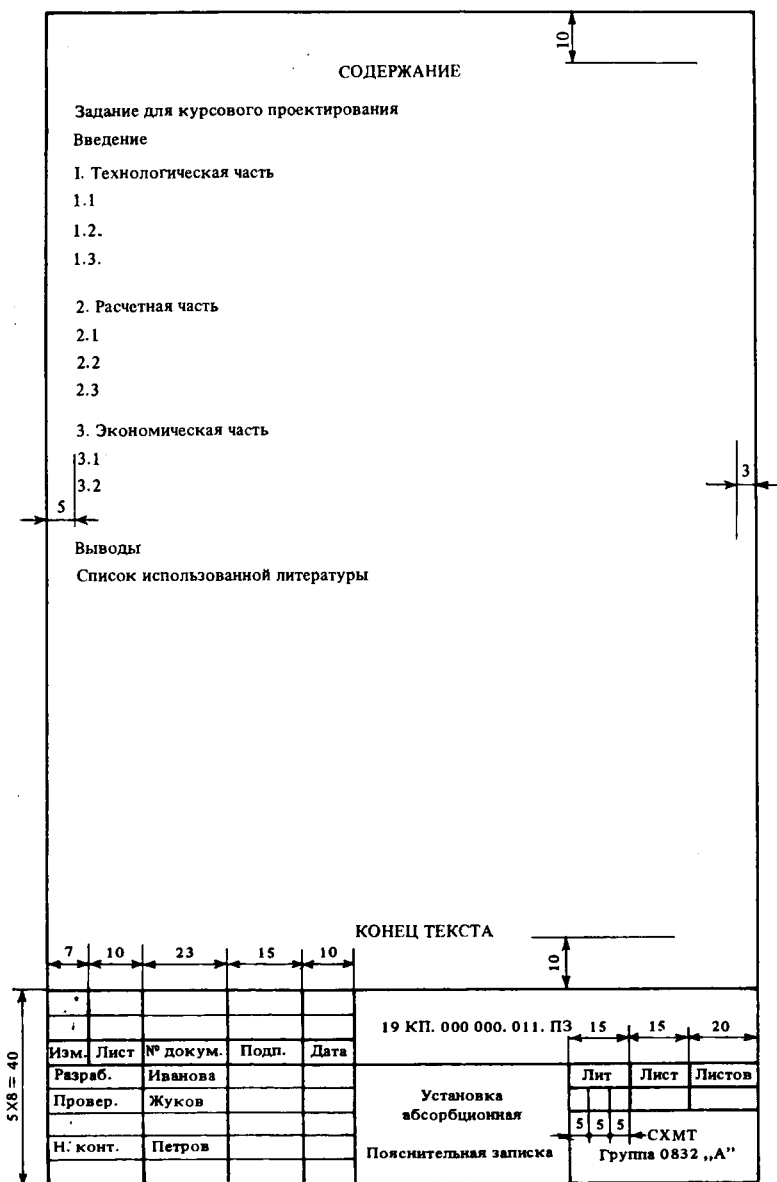 10
СОДЕРЖАНИЕ
Задание для курсового проектирования
Введение
I. Технологическая часть
1.1
1.2.
1.3.
2. Расчетная часть
2.1
2.2
2.3
3. Экономическая часть
3.1
3.2
5
3
Выводы
Список использованной литературы
КОНЕЦ ТЕКСТА
10
7 10 23 15 10
5X8 = 40
19 КП. 000 000. 011. ПЗ
15 15 20
Изм. Лист № докум. Подп. Дата
Разраб. Иванова
Провер. Жуков
Н. конт. Петров
Установка
абсорбционная
Пояснительная записка
Лит Лист Листов
5 5 5
СХМТ
Группа 0832 „А”